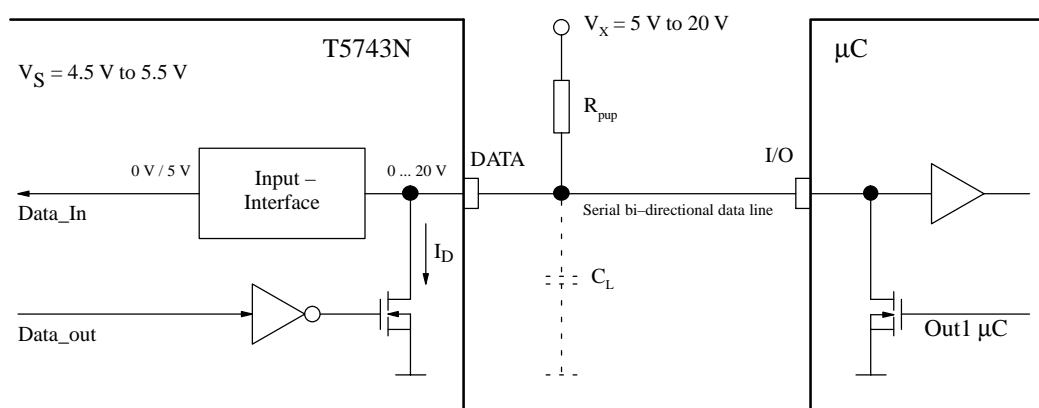 V_X = 5 V to 20 V
T5743N
µC
V_S = 4.5 V to 5.5 V
R_pup
0 V / 5 V
Input –
Interface
0 ... 20 V
DATA
I/O
Data_In
Serial bi–directional data line
I_D
C_L
Data_out
Out1 µC